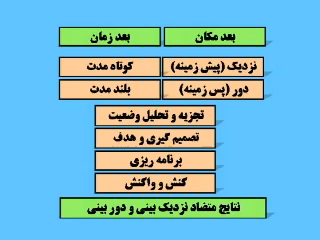 بعد مکان
بعد زمان
نزدیک (پیش زمینه)
کوتاه مدت
دور (پس زمینه)
بلند مدت
تجزیه و تحلیل وضعیت
تصمیم گیری و هدف
برنامه ریزی
کنش و واکنش
نتایج متضاد نزدیک بینی و دور بینی